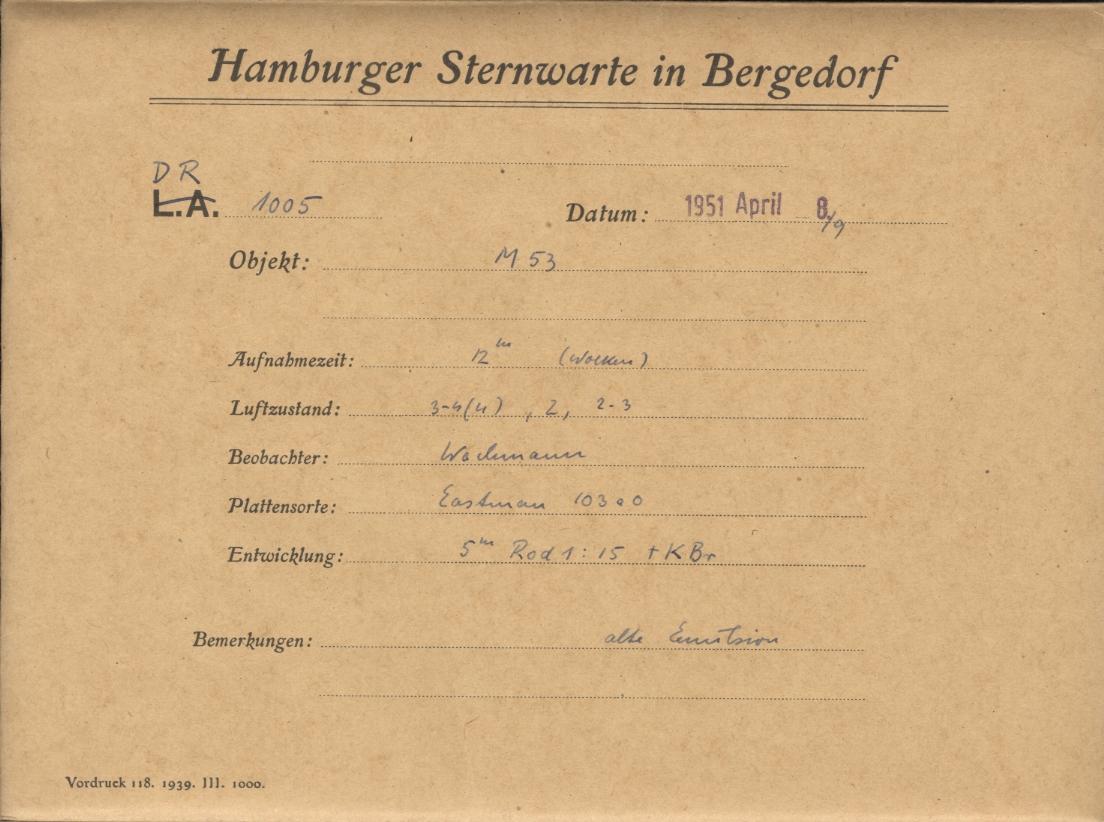 Hamburger Sternwarte in Bergedorf
DR
L.A. 1005 Datum: 1951 April 8/9
Objekt: M 53
Aufnahmezeit: 12ᵐ (Wolken)
Luftzustand: 3-4(4), 2, 2-3
Beobachter: Wachmann
Plattensorte: Eastman 103a0
Entwicklung: 5ᵐ Rod 1:15 + KBr
Bemerkungen: alte Emulsion
Vordruck 118. 1939. III. 1000.